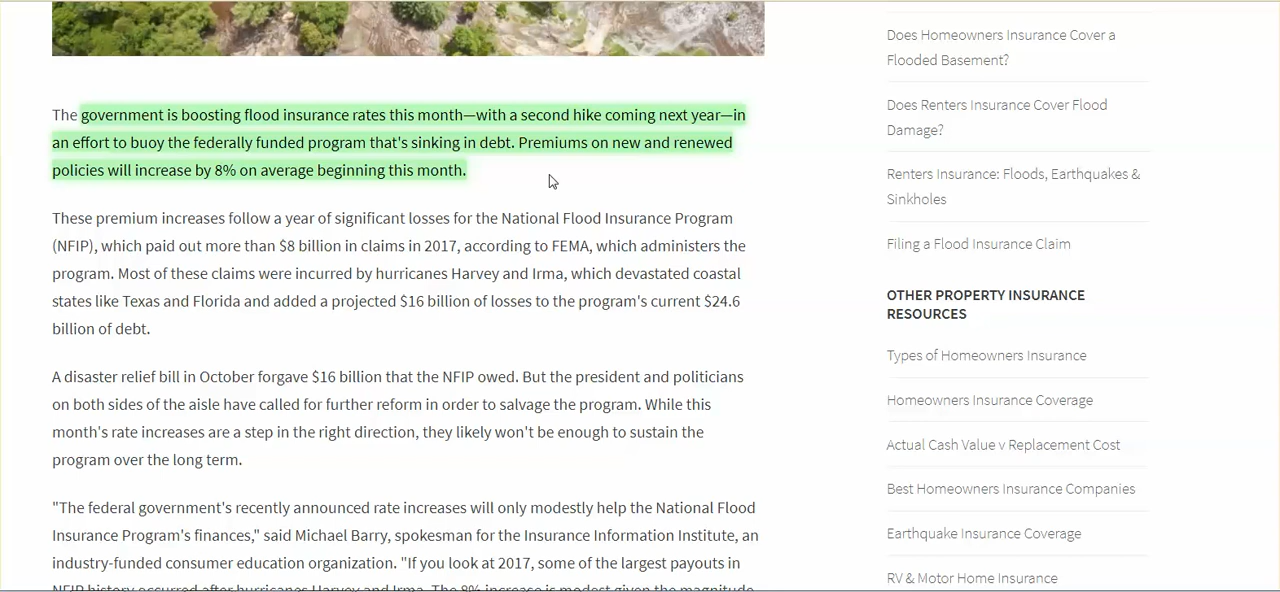 The government is boosting flood insurance rates this month—with a second hike coming next year—in
an effort to buoy the federally funded program that's sinking in debt. Premiums on new and renewed
policies will increase by 8% on average beginning this month.
These premium increases follow a year of significant losses for the National Flood Insurance Program
(NFIP), which paid out more than $8 billion in claims in 2017, according to FEMA, which administers the
program. Most of these claims were incurred by hurricanes Harvey and Irma, which devastated coastal
states like Texas and Florida and added a projected $16 billion of losses to the program's current $24.6
billion of debt.
A disaster relief bill in October forgave $16 billion that the NFIP owed. But the president and politicians
on both sides of the aisle have called for further reform in order to salvage the program. While this
month's rate increases are a step in the right direction, they likely won't be enough to sustain the
program over the long term.
"The federal government's recently announced rate increases will only modestly help the National Flood
Insurance Program's finances," said Michael Barry, spokesman for the Insurance Information Institute, an
industry-funded consumer education organization. "If you look at 2017, some of the largest payouts in
NFIP history occurred after hurricanes Harvey and Irma. The 8% increase is modest given the magnitude
Does Homeowners Insurance Cover a
Flooded Basement?
Does Renters Insurance Cover Flood
Damage?
Renters Insurance: Floods, Earthquakes &
Sinkholes
Filing a Flood Insurance Claim
OTHER PROPERTY INSURANCE
RESOURCES
Types of Homeowners Insurance
Homeowners Insurance Coverage
Actual Cash Value v Replacement Cost
Best Homeowners Insurance Companies
Earthquake Insurance Coverage
RV & Motor Home Insurance